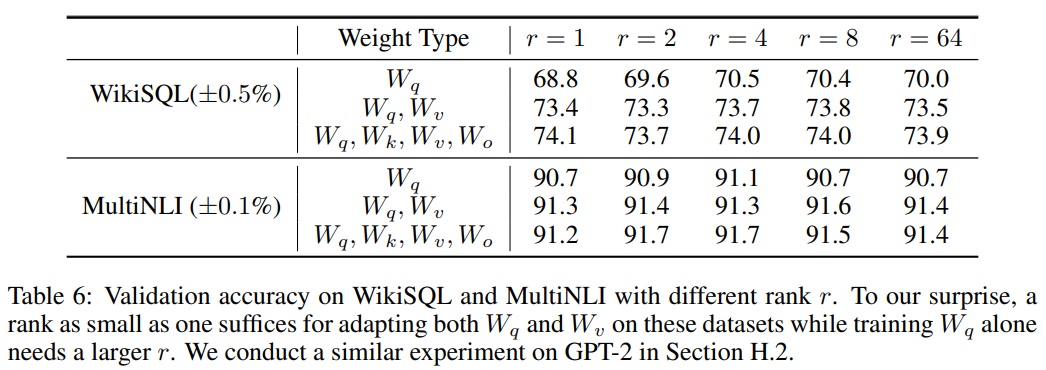 Weight Type r = 1 r = 2 r = 4 r = 8 r = 64
WikiSQL(±0.5%)
W_q 68.8 69.6 70.5 70.4 70.0
W_q, W_v 73.4 73.3 73.7 73.8 73.5
W_q, W_k, W_v, W_o 74.1 73.7 74.0 74.0 73.9
MultiNLI (±0.1%)
W_q 90.7 90.9 91.1 90.7 90.7
W_q, W_v 91.3 91.4 91.3 91.6 91.4
W_q, W_k, W_v, W_o 91.2 91.7 91.7 91.5 91.4
Table 6: Validation accuracy on WikiSQL and MultiNLI with different rank r. To our surprise, a
rank as small as one suffices for adapting both W_q and W_v on these datasets while training W_q alone
needs a larger r. We conduct a similar experiment on GPT-2 in Section H.2.